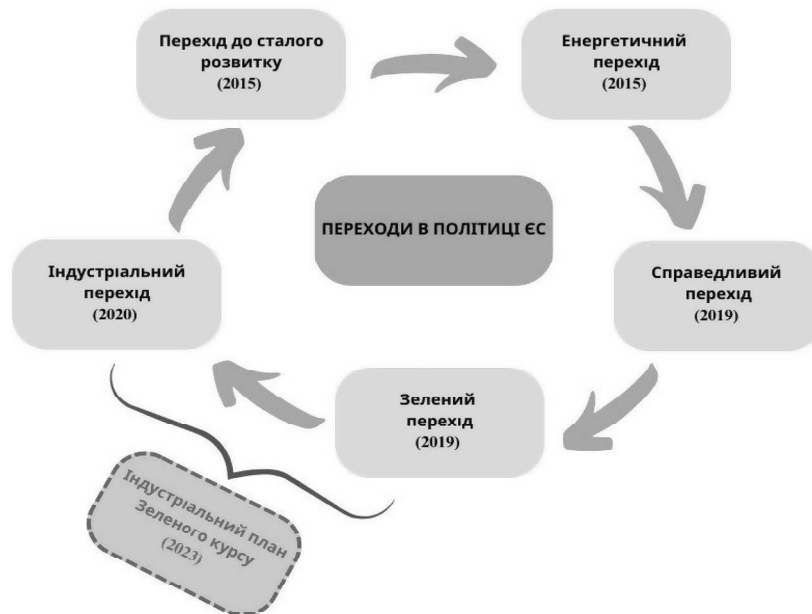 Перехід до сталого
розвитку
(2015)
Енергетичний
перехід
(2015)
ПЕРЕХОДИ В ПОЛІТИЦІ ЄС
Індустріальний
перехід
(2020)
Справедливий
перехід
(2019)
Зелений
перехід
(2019)
Індустріальний план
Зеленого курсу
(2023)